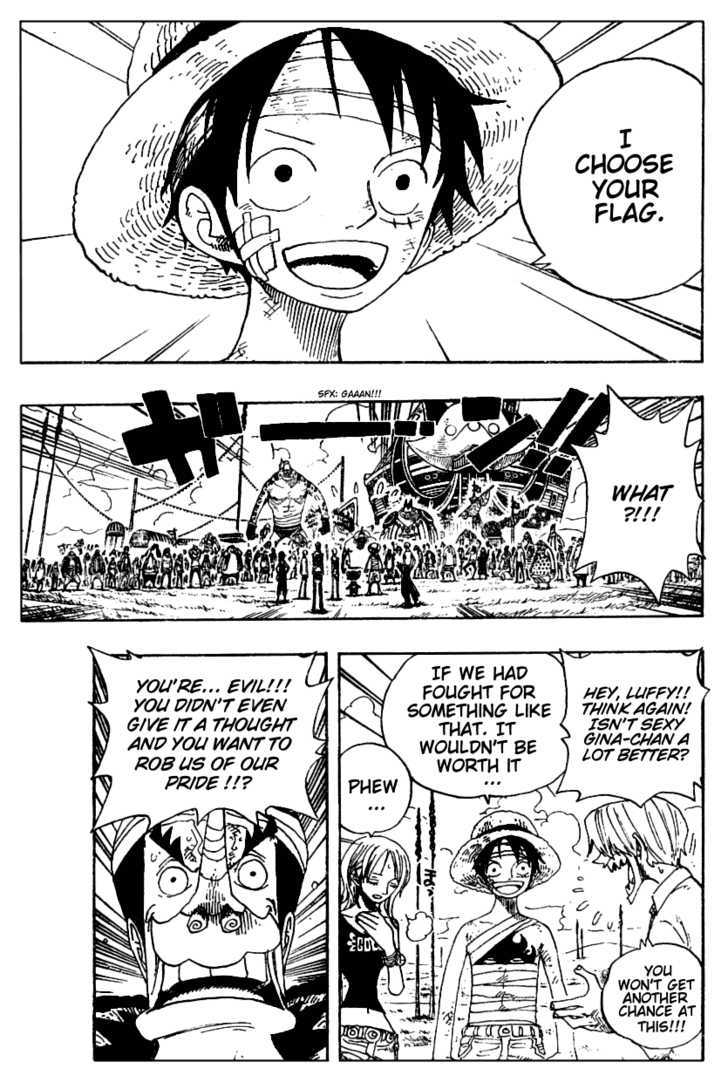 I
CHOOSE
YOUR
FLAG.
SFX: GAAAN!!!
WHAT
?!!!
HEY, LUFFY!!
THINK AGAIN!
ISN'T SEXY
GINA-CHAN A
LOT BETTER?
YOU
WON'T GET
ANOTHER
CHANCE AT
THIS!!!
IF WE HAD
FOUGHT FOR
SOMETHING LIKE
THAT. IT
WOULDN'T BE
WORTH IT
...
PHEW
...
YOU'RE... EVIL!!!
YOU DIDN'T EVEN
GIVE IT A THOUGHT
AND YOU WANT TO
ROB US OF OUR
PRIDE !!?